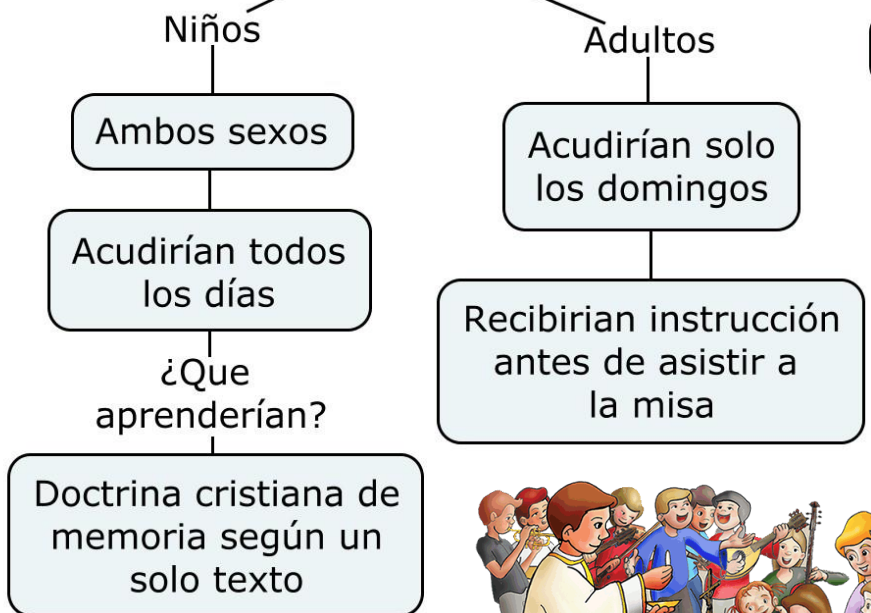 Niños
Ambos sexos
Acudirían todos
los días
¿Que
aprenderían?
Doctrina cristiana de
memoria según un
solo texto
Adultos
Acudirían solo
los domingos
Recibirian instrucción
antes de asistir a
la misa